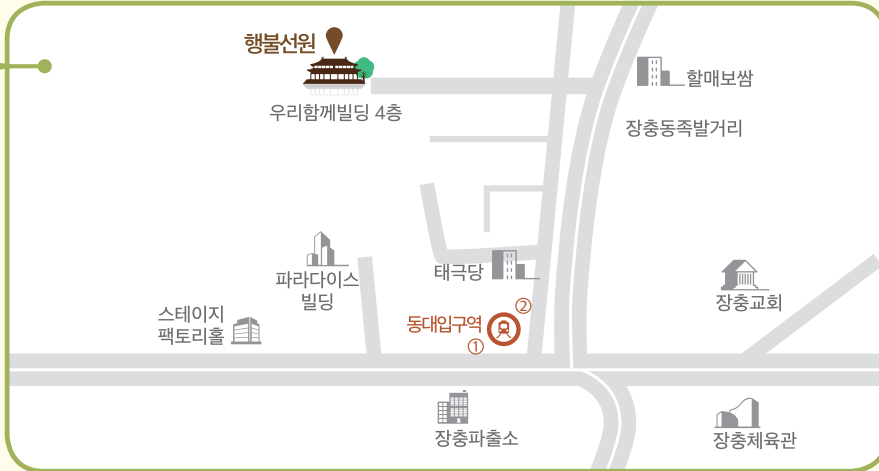 행불선원
우리함께빌딩 4층
할매보쌈
장충동족발거리
파라다이스
빌딩
태극당
스테이지
팩토리홀
동대입구역
②
①
장충교회
장충파출소
장충체육관